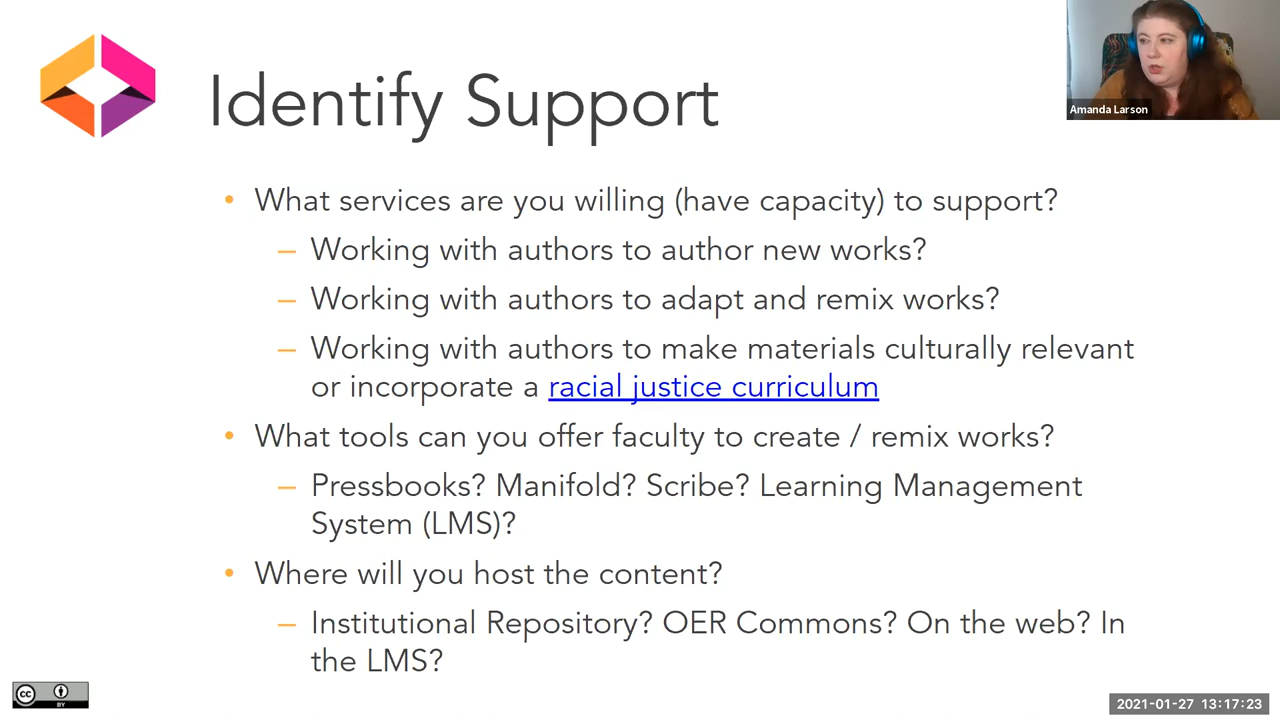 Identify Support
Amanda Larson
• What services are you willing (have capacity) to support?
– Working with authors to author new works?
– Working with authors to adapt and remix works?
– Working with authors to make materials culturally relevant
or incorporate a racial justice curriculum
• What tools can you offer faculty to create / remix works?
– Pressbooks? Manifold? Scribe? Learning Management
System (LMS)?
• Where will you host the content?
– Institutional Repository? OER Commons? On the web? In
the LMS?
cc
BY
2021-01-27 13:17:23